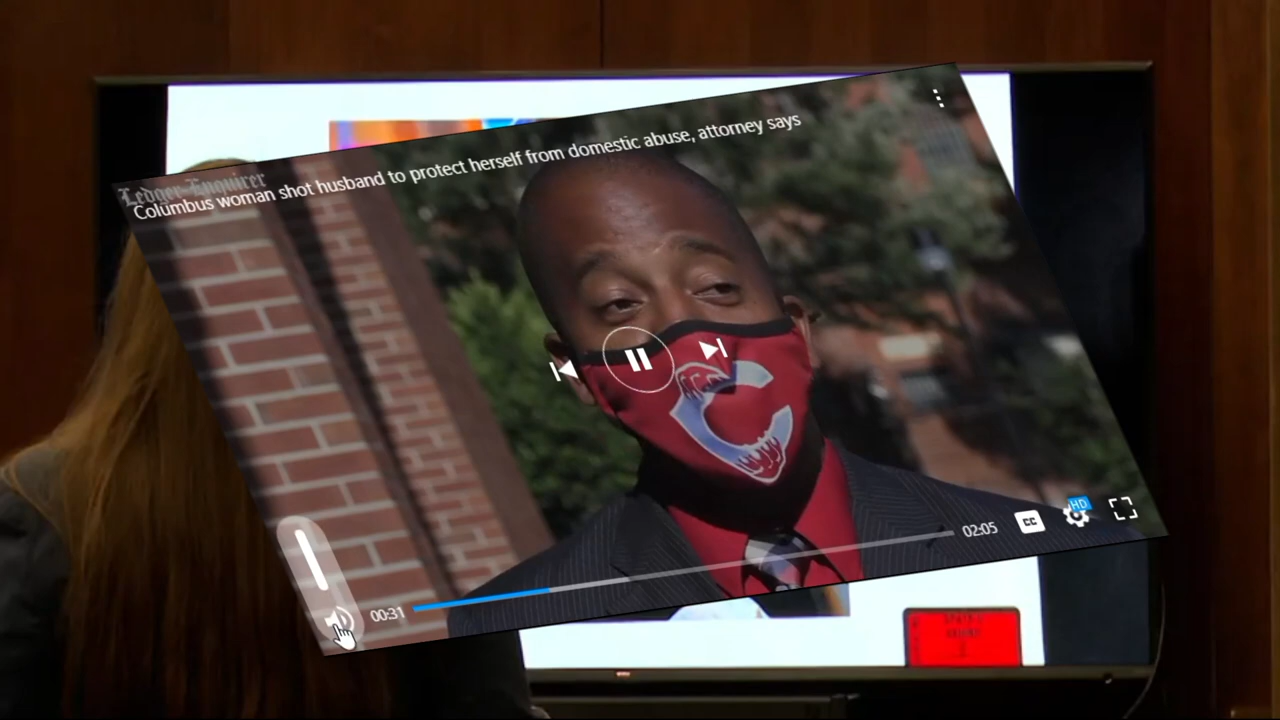 Ledger-Enquirer
Columbus woman shot husband to protect herself from domestic abuse, attorney says
C
00:31
02:05
CC
HD